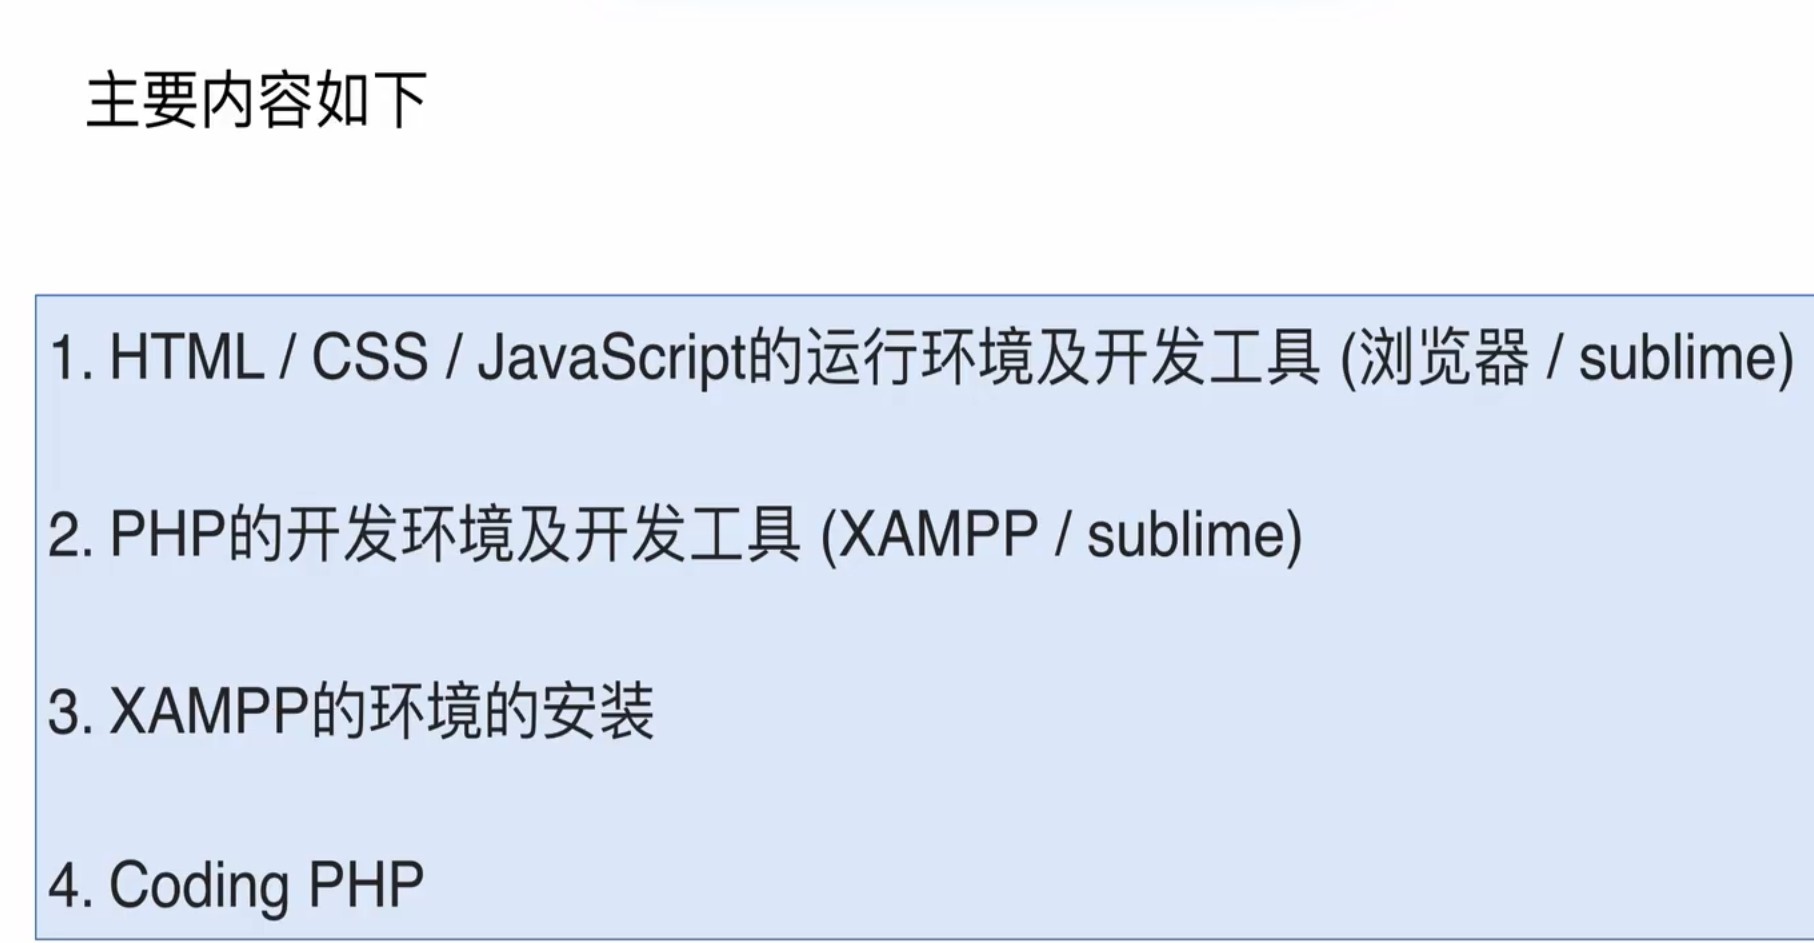 主要内容如下
1. HTML / CSS / JavaScript的运行环境及开发工具 (浏览器 / sublime)
2. PHP的开发环境及开发工具 (XAMPP / sublime)
3. XAMPP的环境的安装
4. Coding PHP